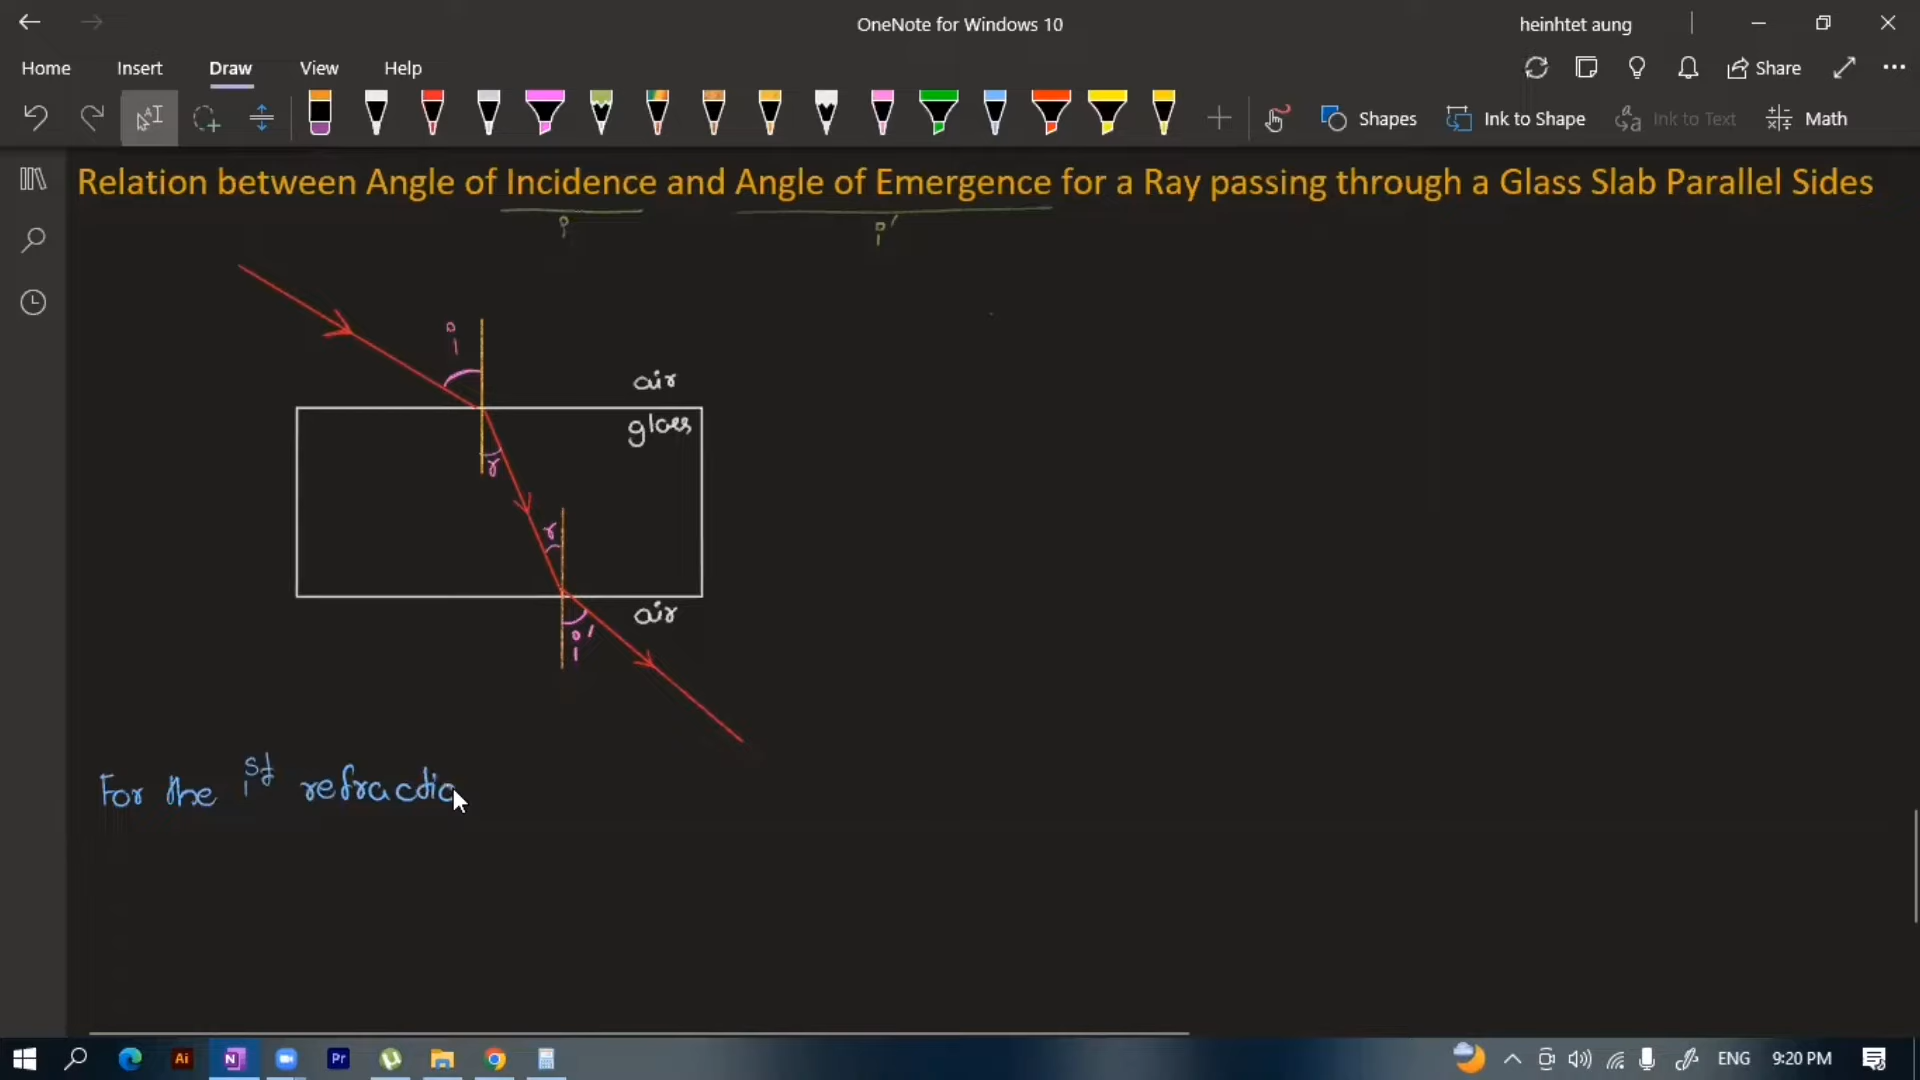 OneNote for Windows 10
heinhtet aung
Home Insert Draw View Help
Share
Shapes
Ink to Shape
Ink to Text
Math
Relation between Angle of Incidence and Angle of Emergence for a Ray passing through a Glass Slab Parallel Sides
i i′
i
air
glass
r
r
air
i′
For the 1st refractio
Ai N Pr
ENG 9:20 PM